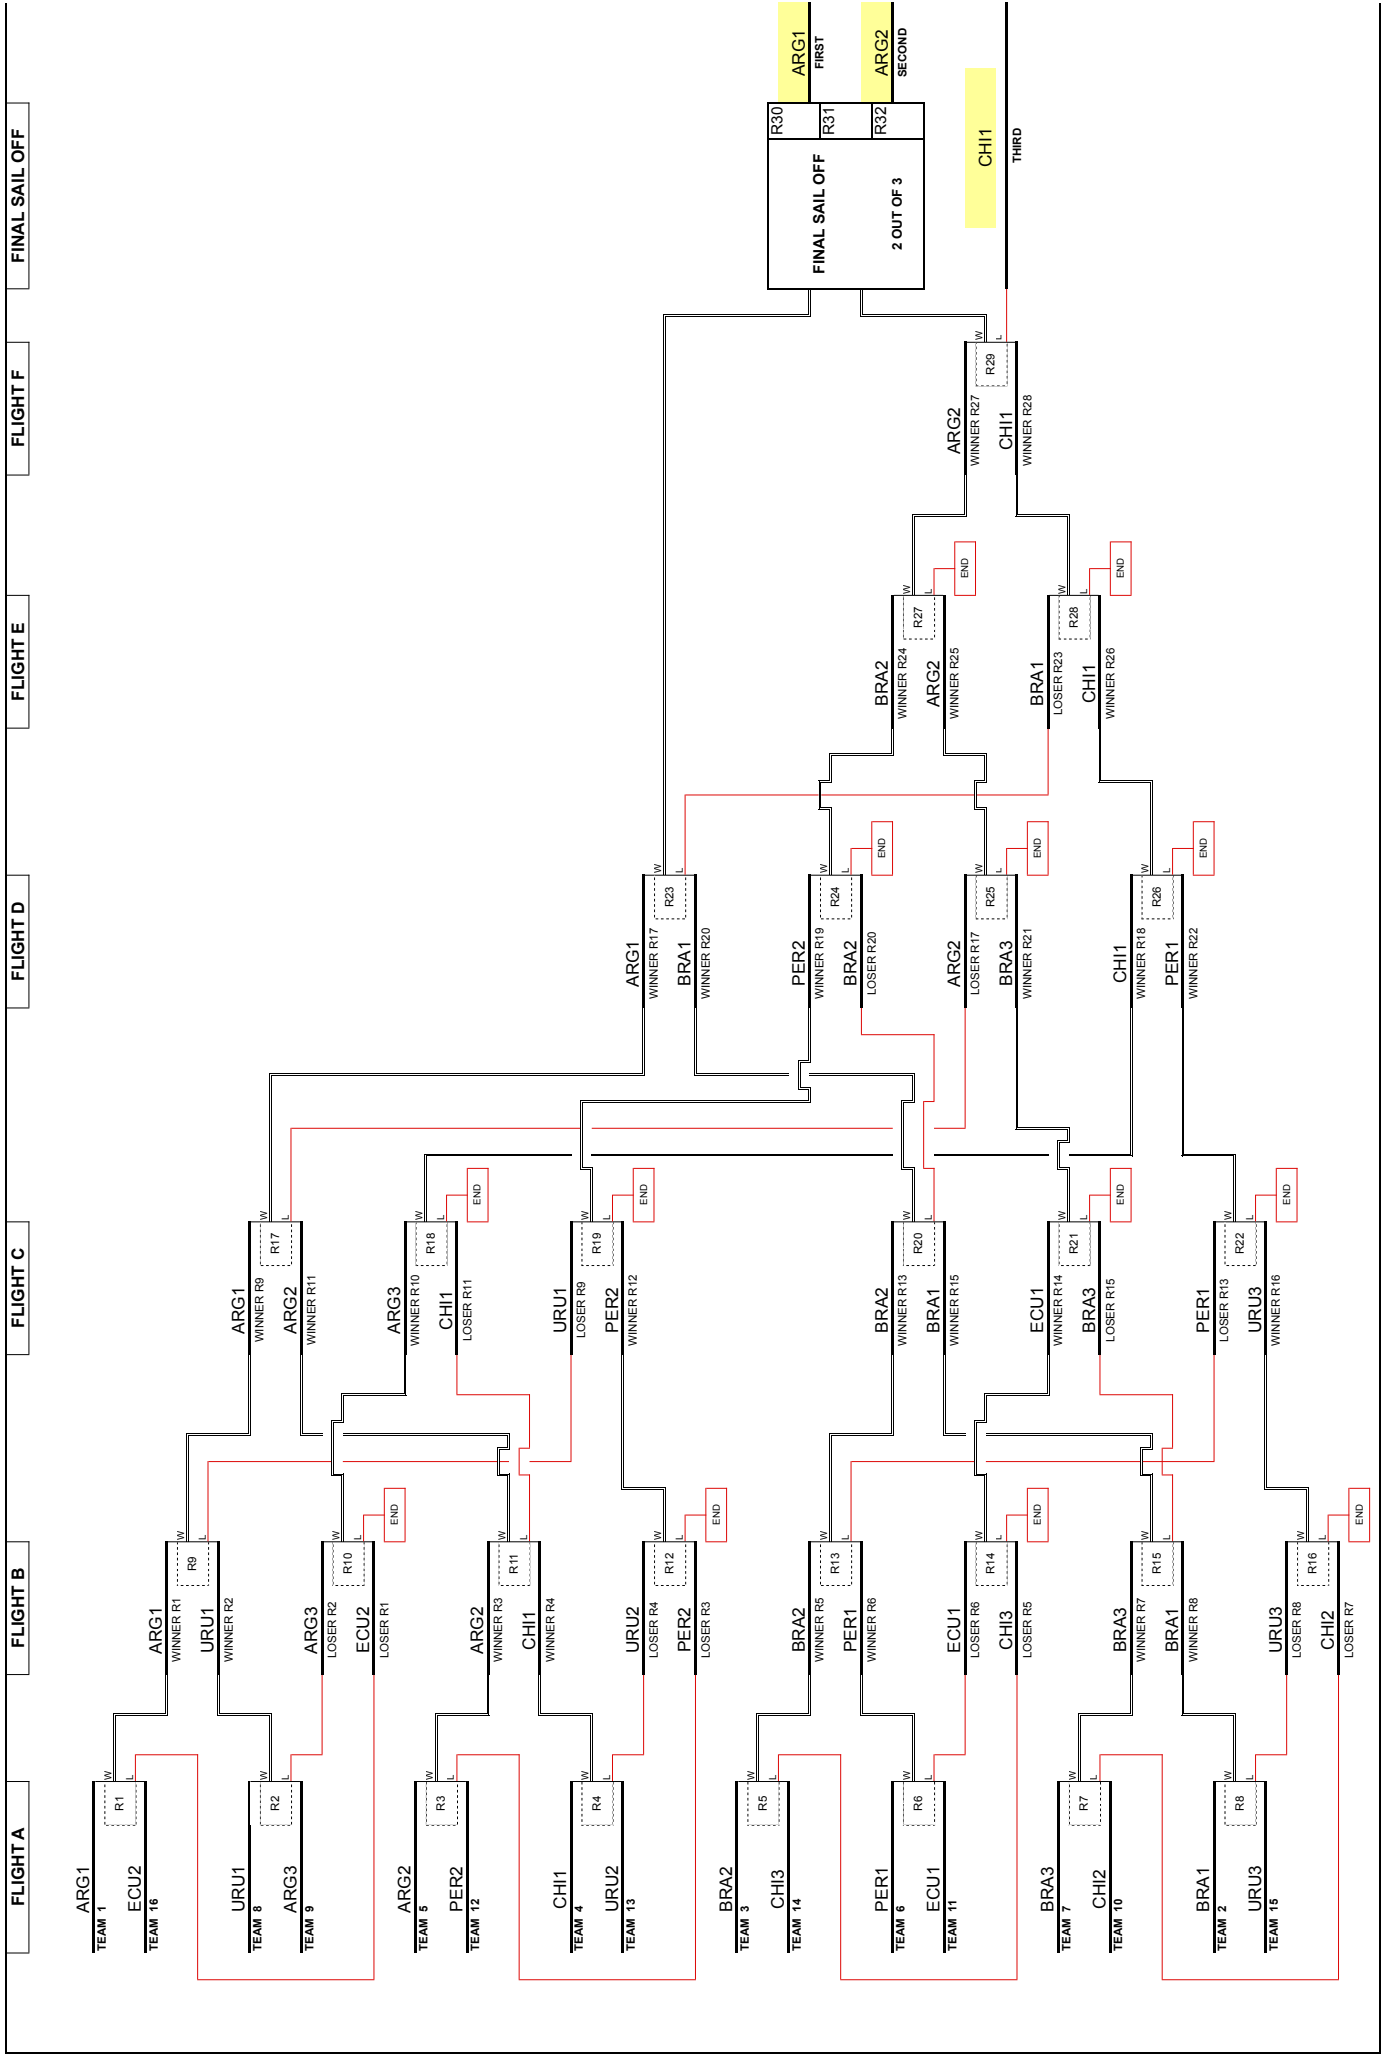 FLIGHT A
FLIGHT B
FLIGHT C
FLIGHT D
FLIGHT E
FLIGHT F
FINAL SAIL OFF
ARG1
TEAM 1
R1
W
L
ECU2
TEAM 16
URU1
TEAM 8
R2
W
L
ARG3
TEAM 9
ARG2
TEAM 5
R3
W
L
PER2
TEAM 12
CHI1
TEAM 4
R4
W
L
URU2
TEAM 13
BRA2
TEAM 3
R5
W
L
CHI3
TEAM 14
PER1
TEAM 6
R6
W
L
ECU1
TEAM 11
BRA3
TEAM 7
R7
W
L
CHI2
TEAM 10
BRA1
TEAM 2
R8
W
L
URU3
TEAM 15
ARG1
WINNER R1
R9
W
L
URU1
WINNER R2
ARG3
LOSER R2
R10
W
L
END
ECU2
LOSER R1
ARG2
WINNER R3
R11
W
L
CHI1
WINNER R4
URU2
LOSER R4
R12
W
L
END
PER2
LOSER R3
BRA2
WINNER R5
R13
W
L
PER1
WINNER R6
ECU1
LOSER R6
R14
W
L
END
CHI3
LOSER R5
BRA3
WINNER R7
R15
W
L
BRA1
WINNER R8
URU3
LOSER R8
R16
W
L
END
CHI2
LOSER R7
ARG1
WINNER R9
R17
W
L
ARG2
WINNER R11
ARG3
WINNER R10
R18
W
L
END
CHI1
LOSER R11
URU1
LOSER R9
R19
W
L
END
PER2
WINNER R12
BRA2
WINNER R13
R20
W
L
BRA1
WINNER R15
ECU1
WINNER R14
R21
W
L
END
BRA3
LOSER R15
PER1
LOSER R13
R22
W
L
END
URU3
WINNER R16
ARG1
WINNER R17
R23
W
L
BRA1
WINNER R20
PER2
WINNER R19
R24
W
L
END
BRA2
LOSER R20
ARG2
LOSER R17
R25
W
L
END
BRA3
WINNER R21
CHI1
WINNER R18
R26
W
L
END
PER1
WINNER R22
BRA2
WINNER R24
R27
W
L
END
ARG2
WINNER R25
BRA1
LOSER R23
R28
W
L
END
CHI1
WINNER R26
ARG2
WINNER R27
R29
W
L
CHI1
WINNER R28
FINAL SAIL OFF
2 OUT OF 3
R30
R31
R32
ARG1
FIRST
ARG2
SECOND
CHI1
THIRD